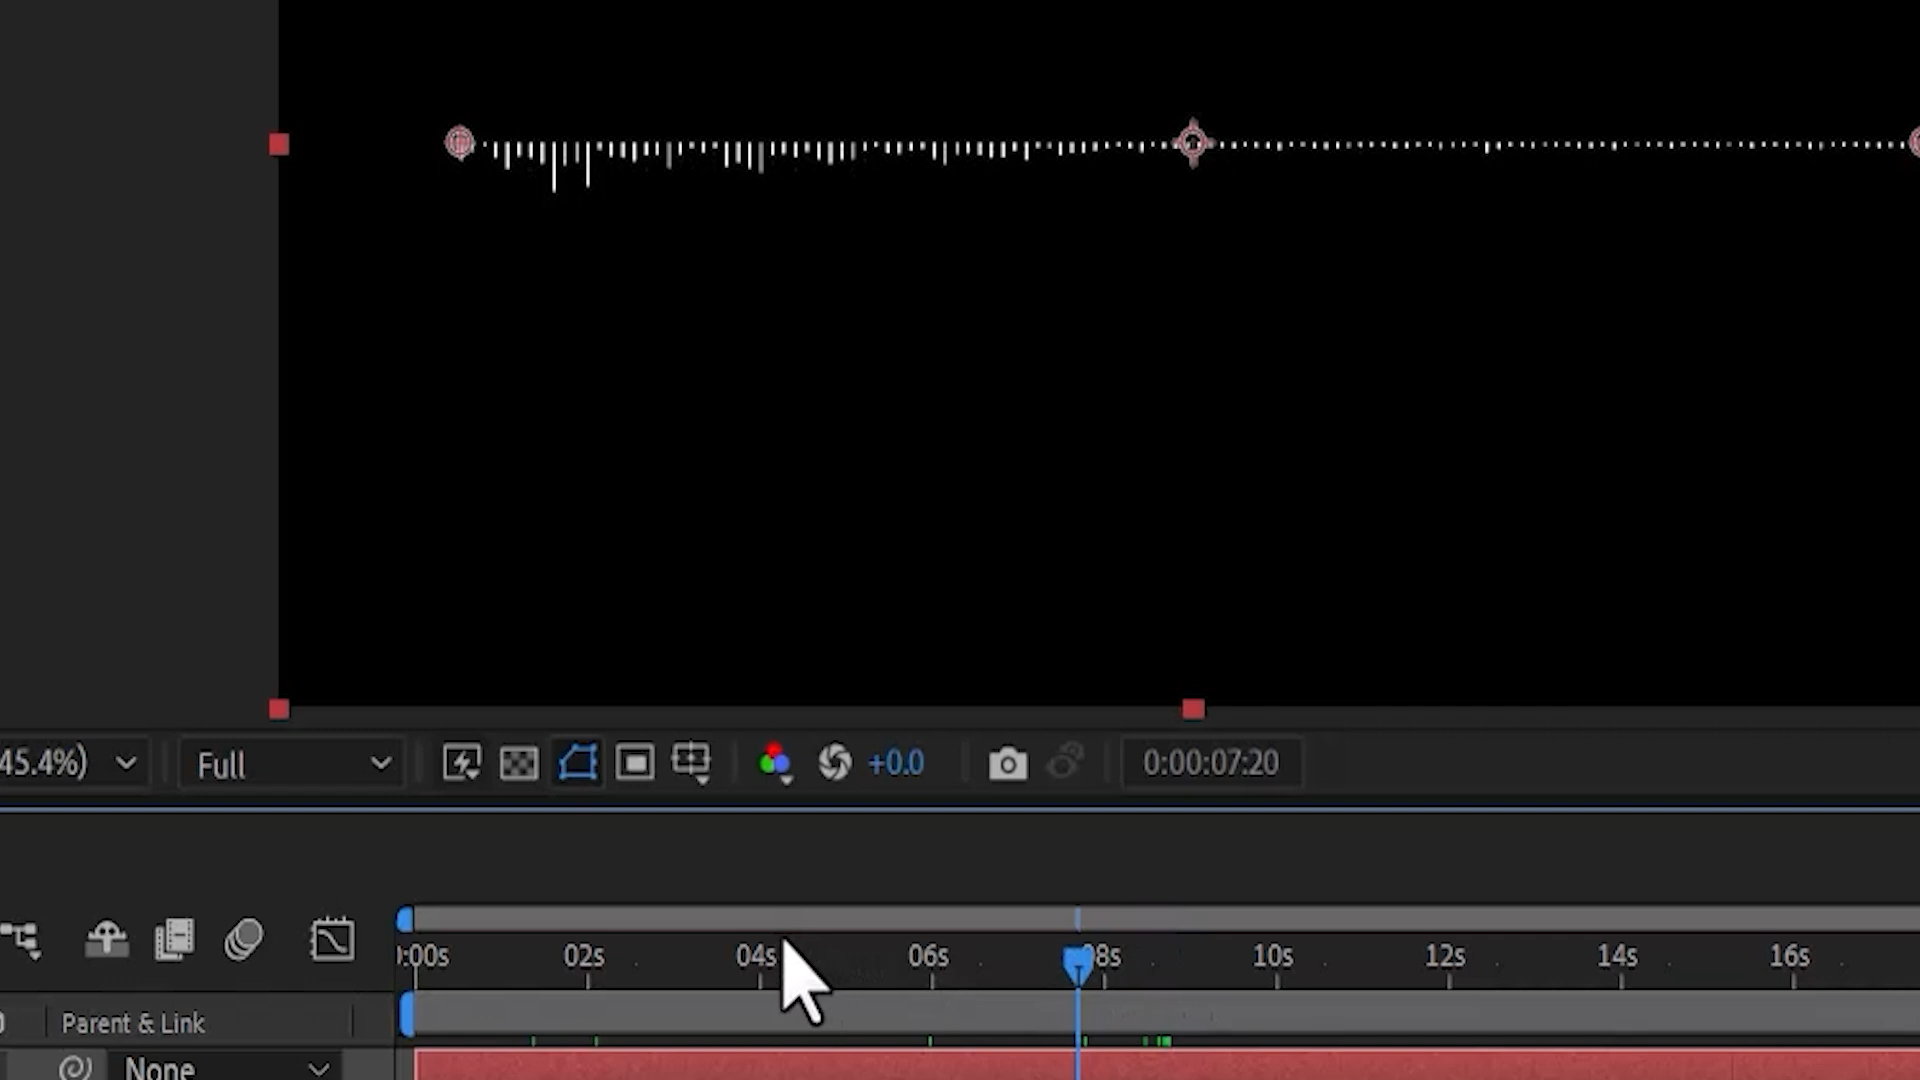 45.4%)
Full
+0.0
0:00:07:20
:00s
02s
04s
06s
08s
10s
12s
14s
16s
Parent & Link
None